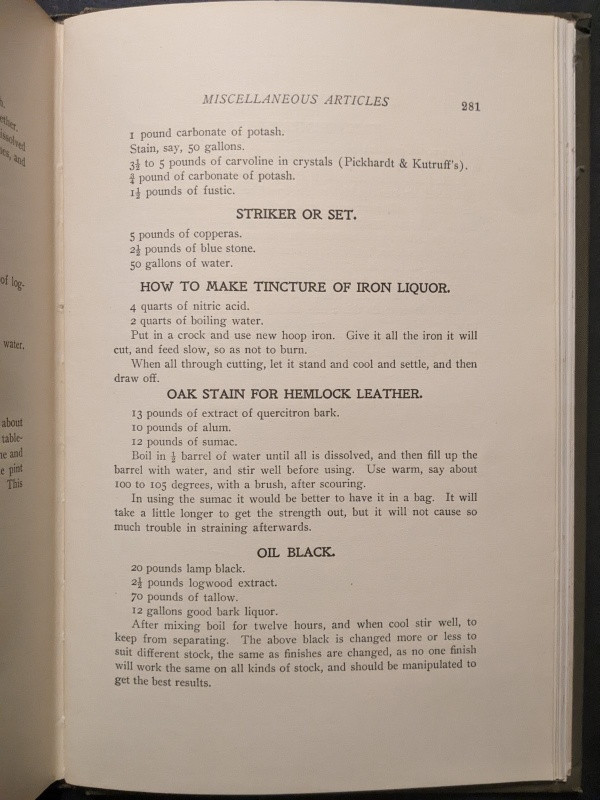 h.
ether.
issolved
nes, and
of log-
water.
about
table-
ne and
e pint
This
MISCELLANEOUS ARTICLES 281
1 pound carbonate of potash.
Stain, say, 50 gallons.
3½ to 5 pounds of carvoline in crystals (Pickhardt & Kutruff's).
¾ pound of carbonate of potash.
1½ pounds of fustic.
STRIKER OR SET.
5 pounds of copperas.
2½ pounds of blue stone.
50 gallons of water.
HOW TO MAKE TINCTURE OF IRON LIQUOR.
4 quarts of nitric acid.
2 quarts of boiling water.
Put in a crock and use new hoop iron. Give it all the iron it will
cut, and feed slow, so as not to burn.
When all through cutting, let it stand and cool and settle, and then
draw off.
OAK STAIN FOR HEMLOCK LEATHER.
13 pounds of extract of quercitron bark.
10 pounds of alum.
12 pounds of sumac.
Boil in ½ barrel of water until all is dissolved, and then fill up the
barrel with water, and stir well before using. Use warm, say about
100 to 105 degrees, with a brush, after scouring.
In using the sumac it would be better to have it in a bag. It will
take a little longer to get the strength out, but it will not cause so
much trouble in straining afterwards.
OIL BLACK.
20 pounds lamp black.
2½ pounds logwood extract.
70 pounds of tallow.
12 gallons good bark liquor.
After mixing boil for twelve hours, and when cool stir well, to
keep from separating. The above black is changed more or less to
suit different stock, the same as finishes are changed, as no one finish
will work the same on all kinds of stock, and should be manipulated to
get the best results.